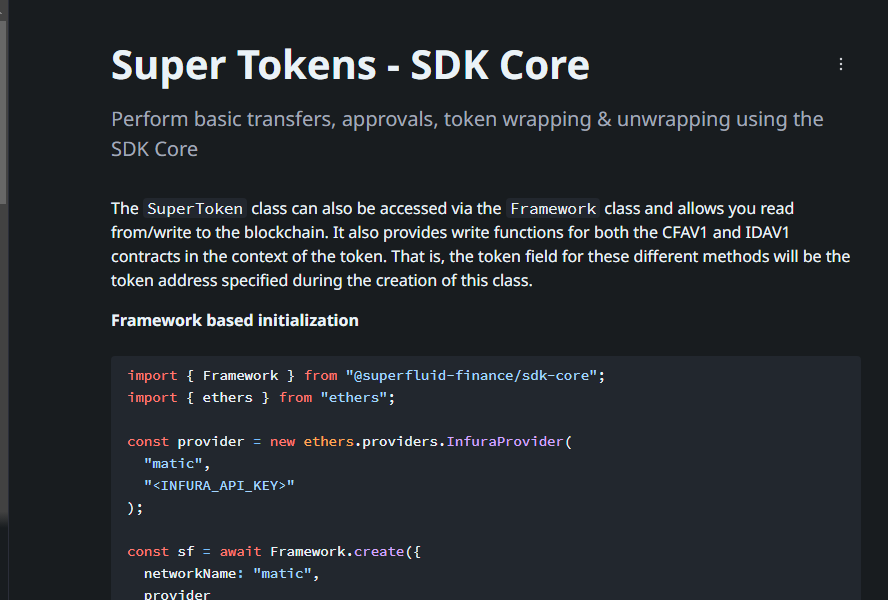 Super Tokens - SDK Core
Perform basic transfers, approvals, token wrapping & unwrapping using the
SDK Core
The SuperToken class can also be accessed via the Framework class and allows you read
from/write to the blockchain. It also provides write functions for both the CFAV1 and IDAV1
contracts in the context of the token. That is, the token field for these different methods will be the
token address specified during the creation of this class.
Framework based initialization
import { Framework } from "@superfluid-finance/sdk-core";
import { ethers } from "ethers";
const provider = new ethers.providers.InfuraProvider(
  "matic",
  "<INFURA_API_KEY>"
);
const sf = await Framework.create({
  networkName: "matic",
  provider